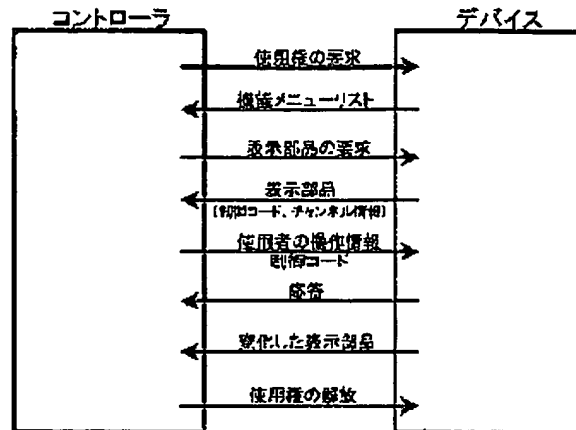 コントローラ
デバイス
使用権の要求
機能メニューリスト
表示部品の要求
表示部品
(制御コード、チャンネル情報)
使用者の操作情報
制御コード
応答
変化した表示部品
使用権の解放